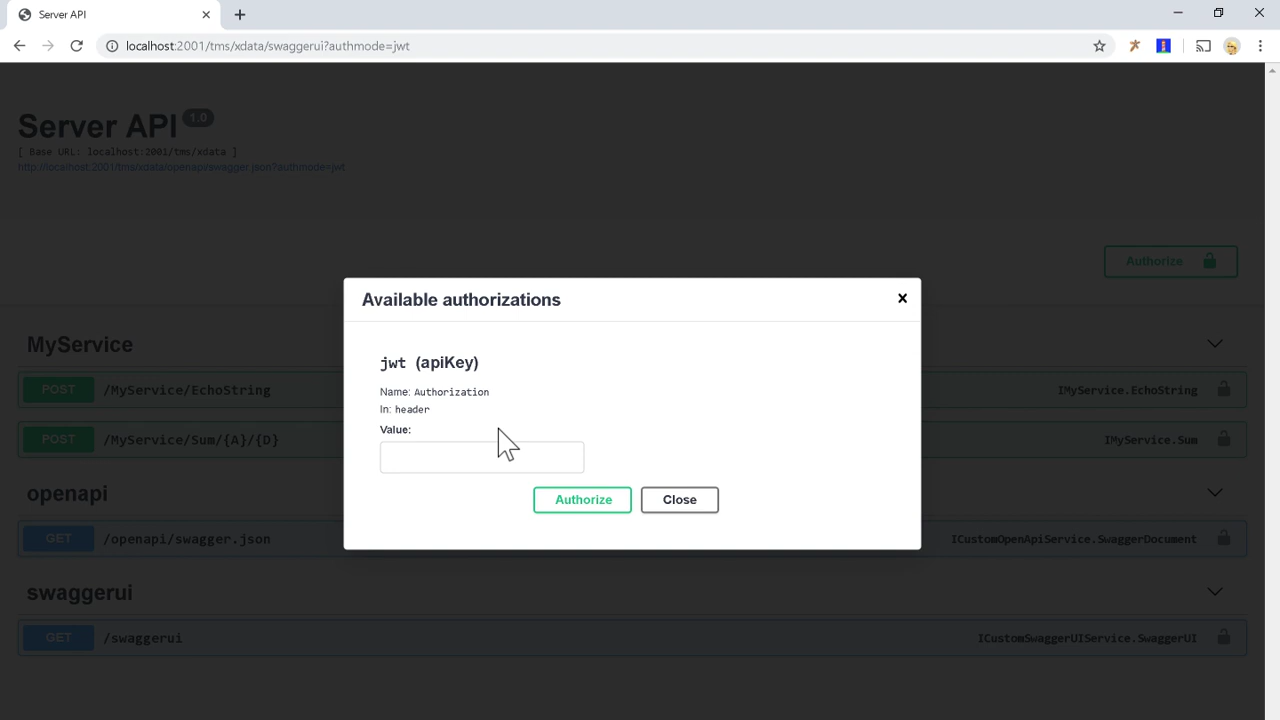 Server API
localhost:2001/tms/xdata/swaggerui?authmode=jwt
Server API 1.0
[ Base URL: localhost:2001/tms/xdata ]
http://localhost:2001/tms/xdata/openapi/swagger.json?authmode=jwt
Authorize
Available authorizations
jwt (apiKey)
Name: Authorization
In: header
Value:
Authorize Close
MyService
POST /MyService/EchoString IMyService.EchoString
POST /MyService/Sum/{A}/{D} IMyService.Sum
openapi
GET /openapi/swagger.json ICustomOpenApiService.SwaggerDocument
swaggerui
GET /swaggerui ICustomSwaggerUIService.SwaggerUI